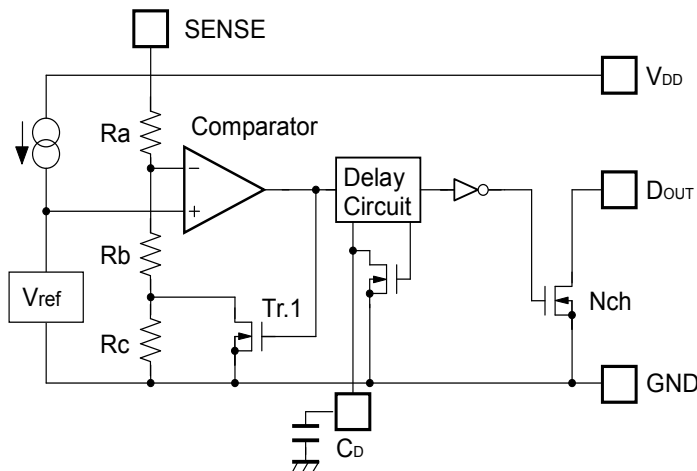 SENSE
VDD
Ra
Comparator
−
+
Delay
Circuit
DOUT
Rb
Vref
Tr.1
Nch
Rc
GND
CD